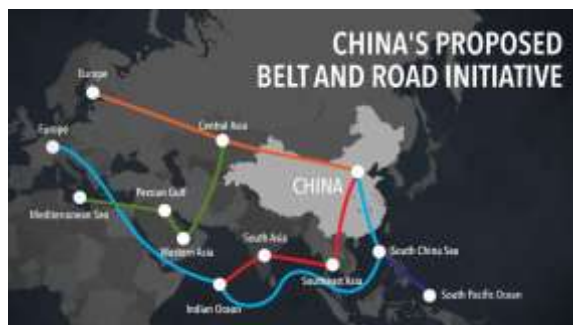 CHINA'S PROPOSED
BELT AND ROAD INITIATIVE
Europe
Central Asia
Europe
CHINA
Persian Gulf
Mediterranean Sea
Western Asia
South Asia
South China Sea
Southeast Asia
Indian Ocean
South Pacific Ocean